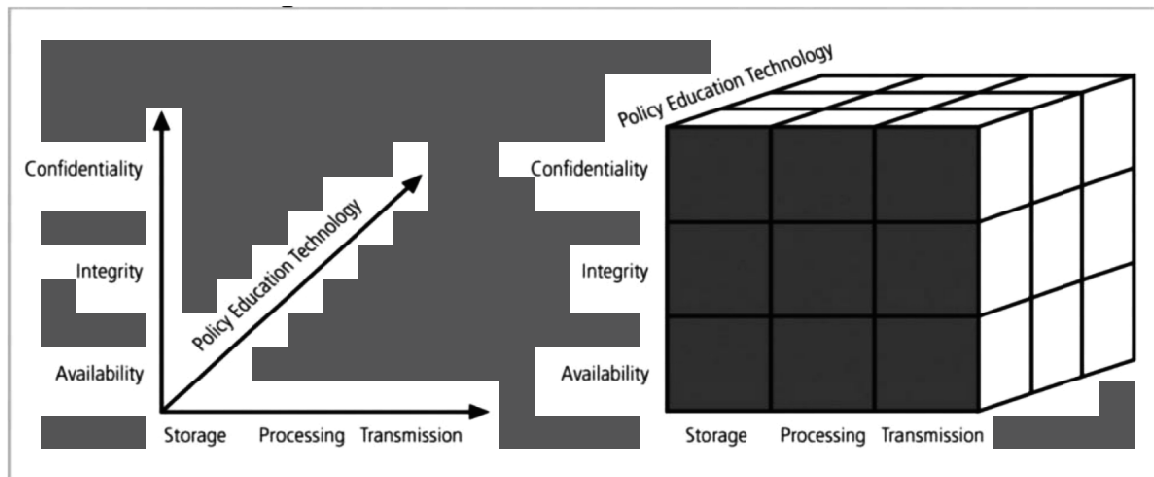 Confidentiality
Integrity
Availability
Policy Education Technology
Storage Processing Transmission
Policy Education Technology
Confidentiality
Integrity
Availability
Storage Processing Transmission